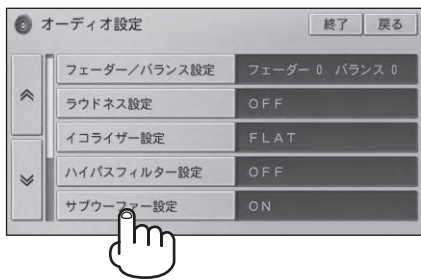 オーディオ設定 終了 戻る
フェーダー／バランス設定 フェーダー 0 バランス 0
ラウドネス設定 OFF
イコライザー設定 FLAT
ハイパスフィルター設定 OFF
サブウーファー設定 ON